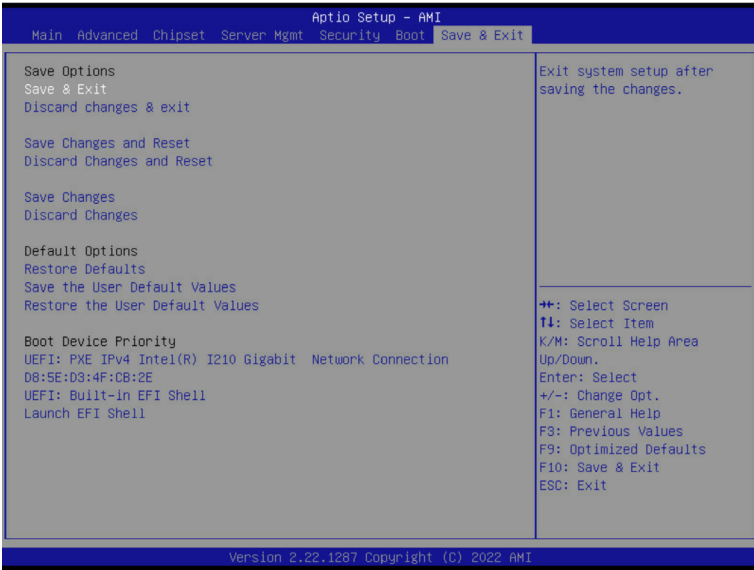 Aptio Setup – AMI
Main Advanced Chipset Server Mgmt Security Boot Save & Exit
Save Options
Save & Exit
Discard changes & exit
Save Changes and Reset
Discard Changes and Reset
Save Changes
Discard Changes
Default Options
Restore Defaults
Save the User Default Values
Restore the User Default Values
Boot Device Priority
UEFI: PXE IPv4 Intel(R) I210 Gigabit  Network Connection
D8:5E:D3:4F:CB:2E
UEFI: Built-in EFI Shell
Launch EFI Shell
Exit system setup after
saving the changes.
→←: Select Screen
↑↓: Select Item
K/M: Scroll Help Area
Up/Down.
Enter: Select
+/-: Change Opt.
F1: General Help
F3: Previous Values
F9: Optimized Defaults
F10: Save & Exit
ESC: Exit
Version 2.22.1287 Copyright (C) 2022 AMI